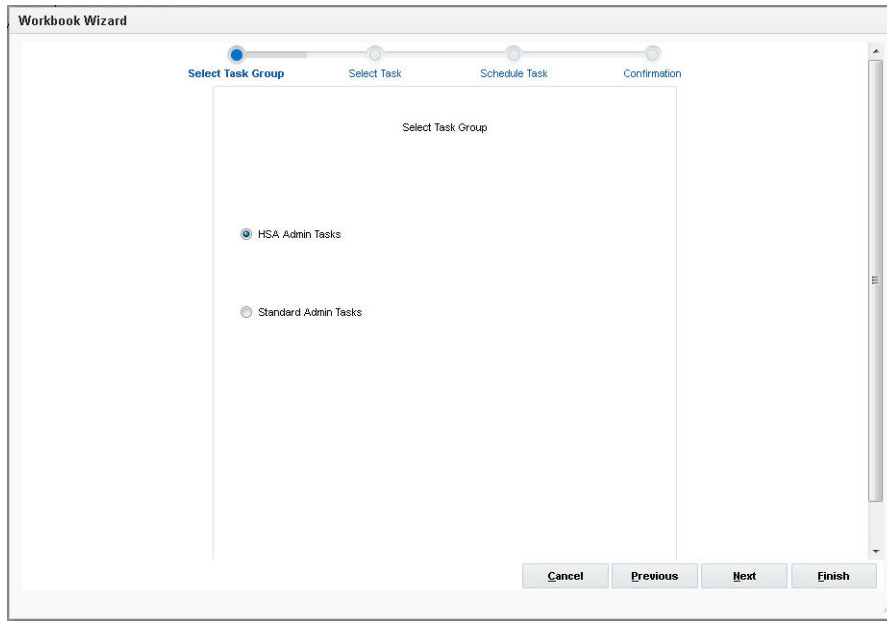 Workbook Wizard
Select Task Group Select Task Schedule Task Confirmation
Select Task Group
HSA Admin Tasks
Standard Admin Tasks
Cancel Previous Next Finish